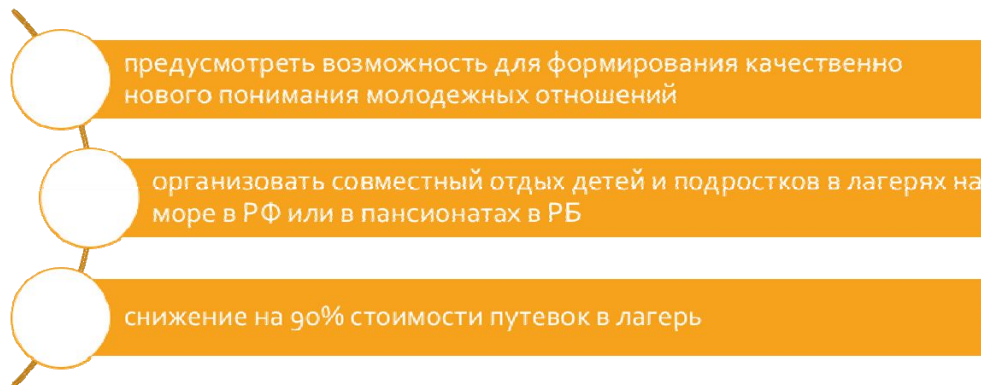 предусмотреть возможность для формирования качественно
нового понимания молодежных отношений
организовать совместный отдых детей и подростков в лагерях на
море в РФ или в пансионатах в РБ
снижение на 90% стоимости путевок в лагерь